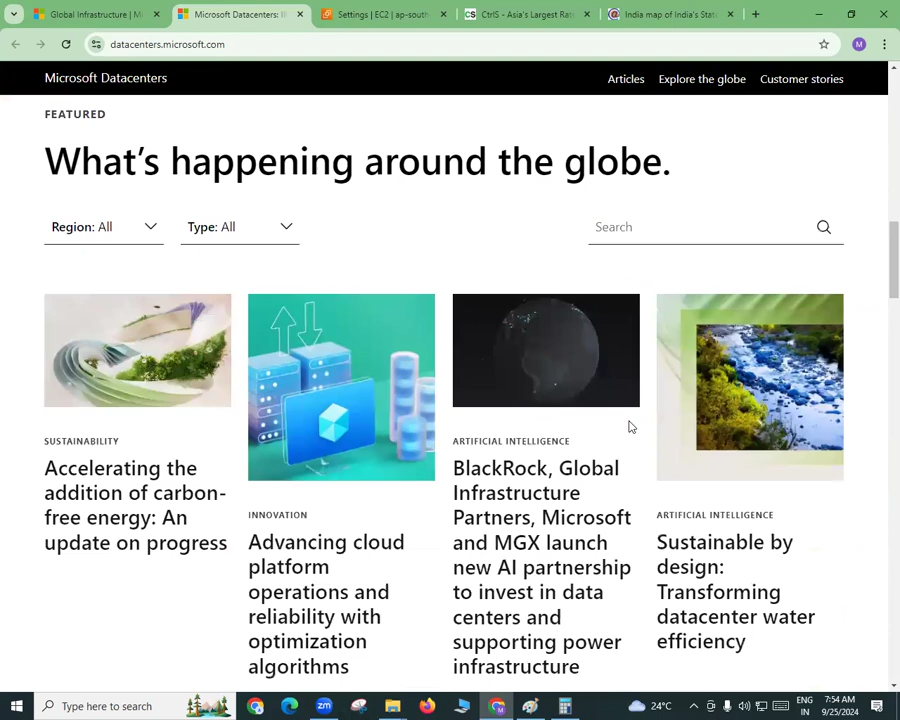 Global Infrastructure | M
Microsoft Datacenters: I
Settings | EC2 | ap-south
CtrlS - Asia's Largest Rat
India map of India's Stat
datacenters.microsoft.com
M
Microsoft Datacenters
Articles
Explore the globe
Customer stories
FEATURED
What's happening around the globe.
Region: All
Type: All
Search
SUSTAINABILITY
Accelerating the
addition of carbon-
free energy: An
update on progress
INNOVATION
Advancing cloud
platform
operations and
reliability with
optimization
algorithms
ARTIFICIAL INTELLIGENCE
BlackRock, Global
Infrastructure
Partners, Microsoft
and MGX launch
new AI partnership
to invest in data
centers and
supporting power
infrastructure
ARTIFICIAL INTELLIGENCE
Sustainable by
design:
Transforming
datacenter water
efficiency
Type here to search
zm
24°C
ENG
IN
7:54 AM
9/25/2024